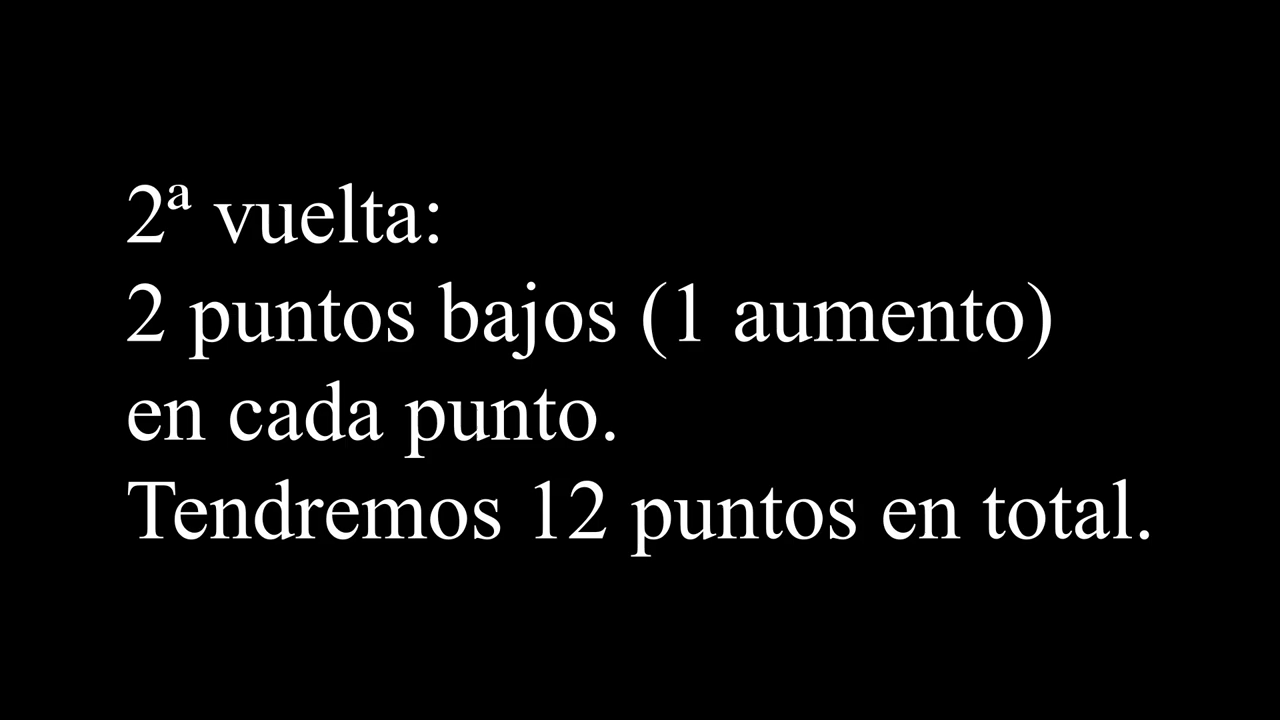 2ª vuelta:
2 puntos bajos (1 aumento)
en cada punto.
Tendremos 12 puntos en total.